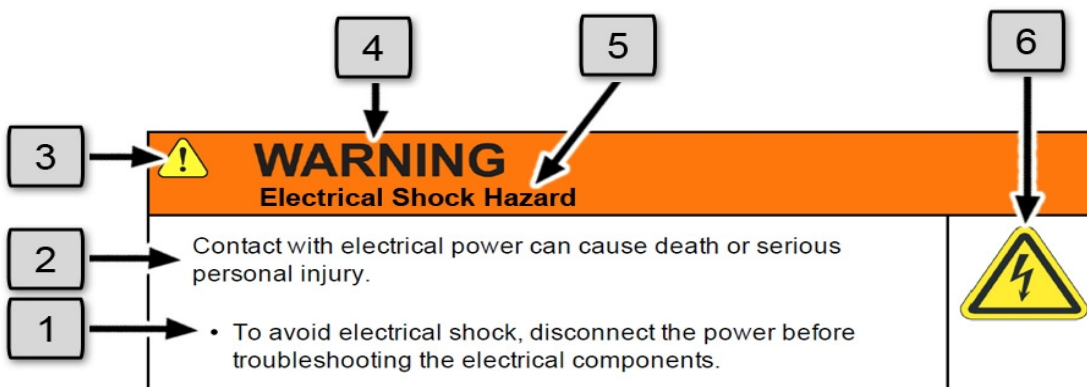 4
5
6
3
WARNING
Electrical Shock Hazard
2
Contact with electrical power can cause death or serious
personal injury.
1
• To avoid electrical shock, disconnect the power before
troubleshooting the electrical components.